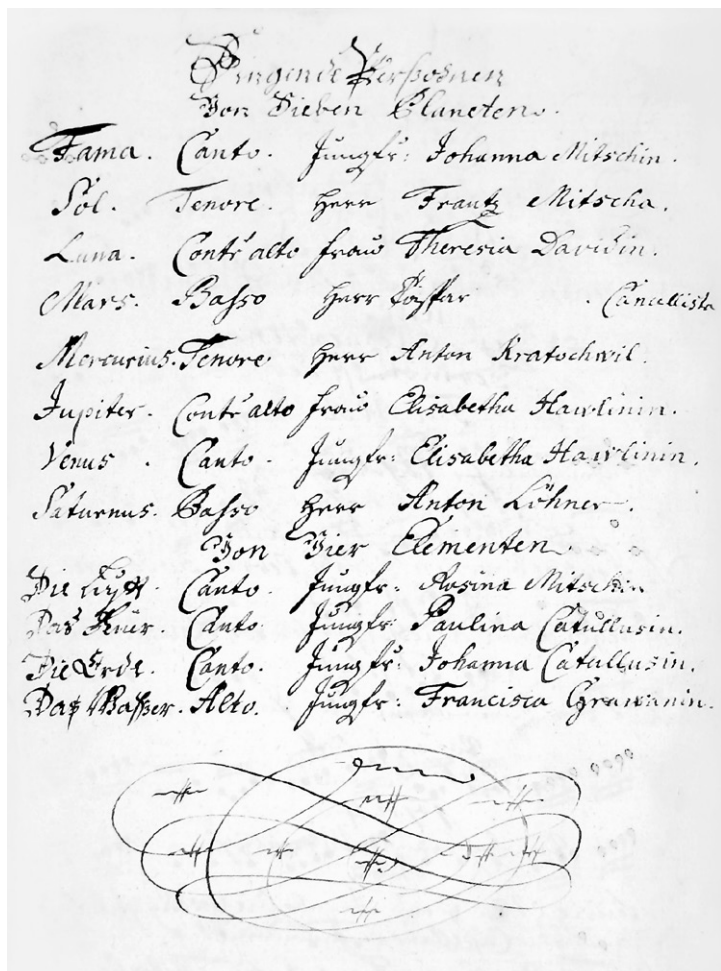 Singende Persohnen
Von Sieben Planeten.
Fama. Canto. Jungfr: Johanna Mitschin.
Sol. Tenore. Herr Frantz Mitscha.
Luna. Contr'alto Frau Theresia Davidin.
Mars. Basso Herr Cancellista
Mercurius. Tenore. Herr Anton Kratochwil.
Jupiter. Contr'alto Frau Elisabetha Hawlinin.
Venus. Canto. Jungfr: Elisabetha Hawlinin.
Saturnus. Basso Herr Anton Löhner.
Von Vier Elementen
Die Lufft. Canto. Jungfr: Rosina Mitschin.
Das Feuer. Canto. Jungfr: Paulina Catullusin.
Die Erde. Canto. Jungfr: Johanna Catullusin.
Das Wasser. Alto. Jungfr: Francisca